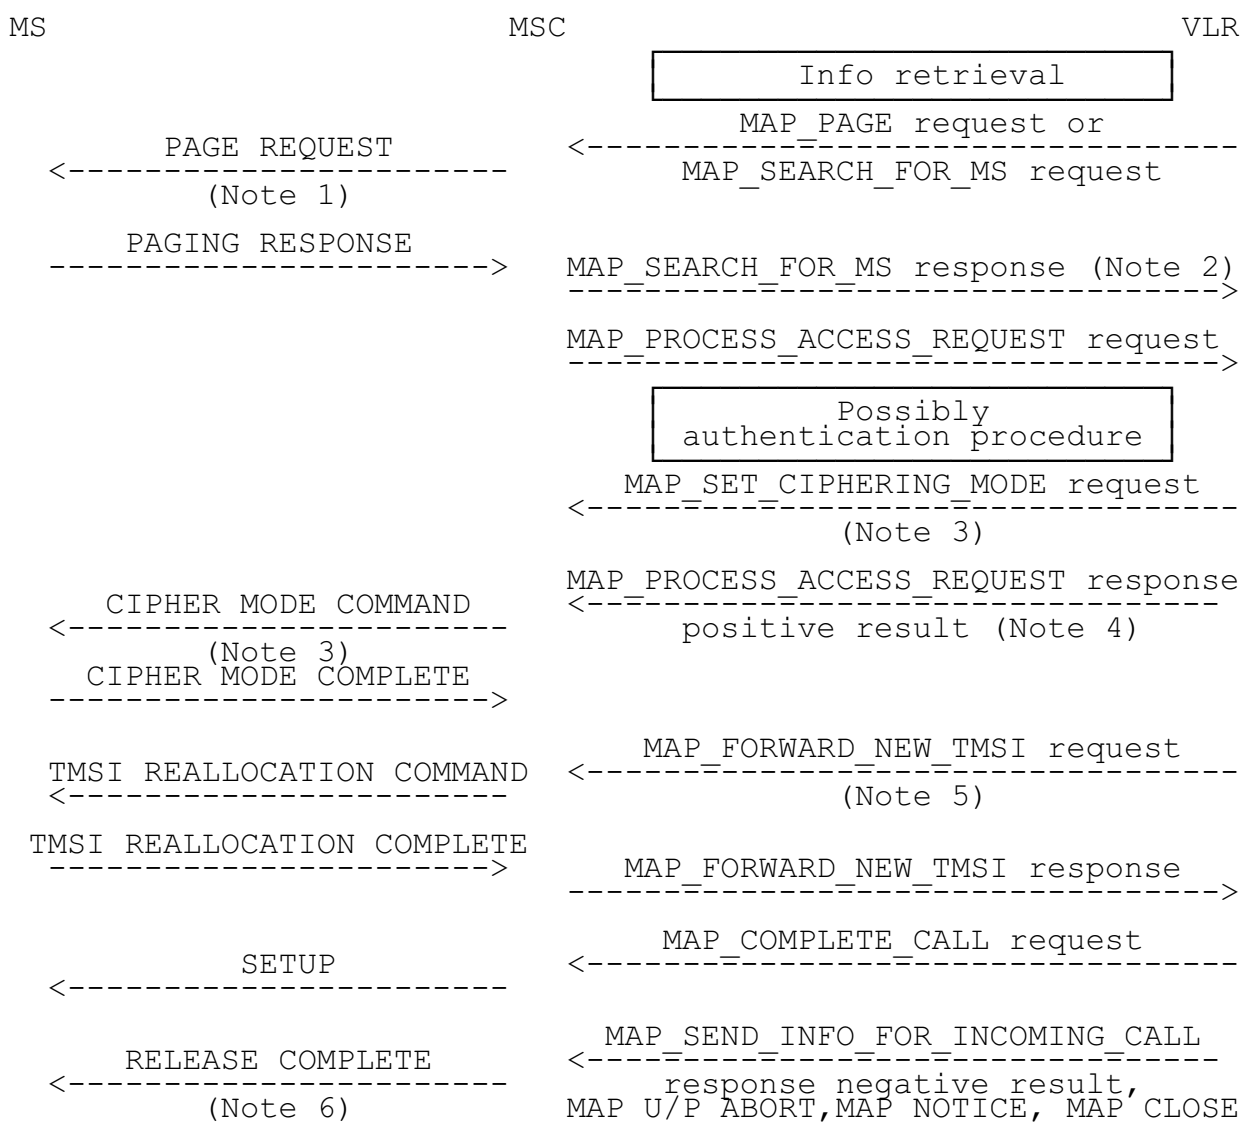 MS MSC VLR
Info retrieval
MAP_PAGE request or
PAGE REQUEST <----------------------------------
<----------------------- MAP_SEARCH_FOR_MS request
(Note 1)
PAGING RESPONSE
-----------------------> MAP_SEARCH_FOR_MS response (Note 2)
---------------------------------->
MAP_PROCESS_ACCESS_REQUEST request
---------------------------------->
Possibly
authentication procedure
MAP_SET_CIPHERING_MODE request
<----------------------------------
(Note 3)
MAP_PROCESS_ACCESS_REQUEST response
CIPHER MODE COMMAND <---------------------------------
<----------------------- positive result (Note 4)
(Note 3)
CIPHER MODE COMPLETE
----------------------->
MAP_FORWARD_NEW_TMSI request
TMSI REALLOCATION COMMAND <----------------------------------
<----------------------- (Note 5)
TMSI REALLOCATION COMPLETE
-----------------------> MAP_FORWARD_NEW_TMSI response
---------------------------------->
MAP_COMPLETE_CALL request
SETUP <----------------------------------
<-----------------------
MAP_SEND_INFO_FOR_INCOMING_CALL
RELEASE COMPLETE <---------------------------------
<----------------------- response negative result,
(Note 6) MAP U/P ABORT,MAP NOTICE, MAP CLOSE